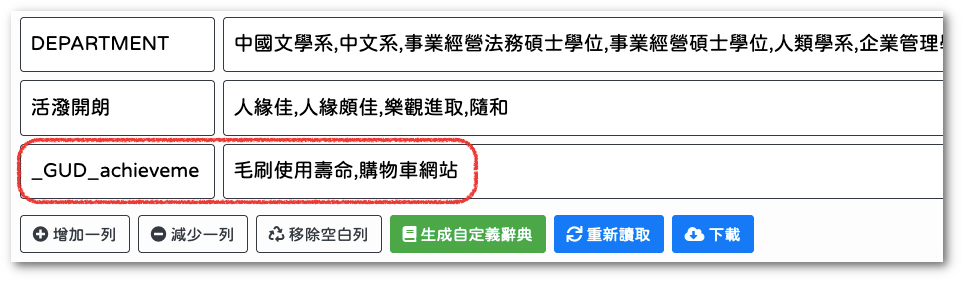 DEPARTMENT 中國文學系,中文系,事業經營法務碩士學位,事業經營碩士學位,人類學系,企業管理
活潑開朗 人緣佳,人緣頗佳,樂觀進取,隨和
_GUD_achieveme 毛刷使用壽命,購物車網站
增加一列 減少一列 移除空白列 生成自定義辭典 重新讀取 下載